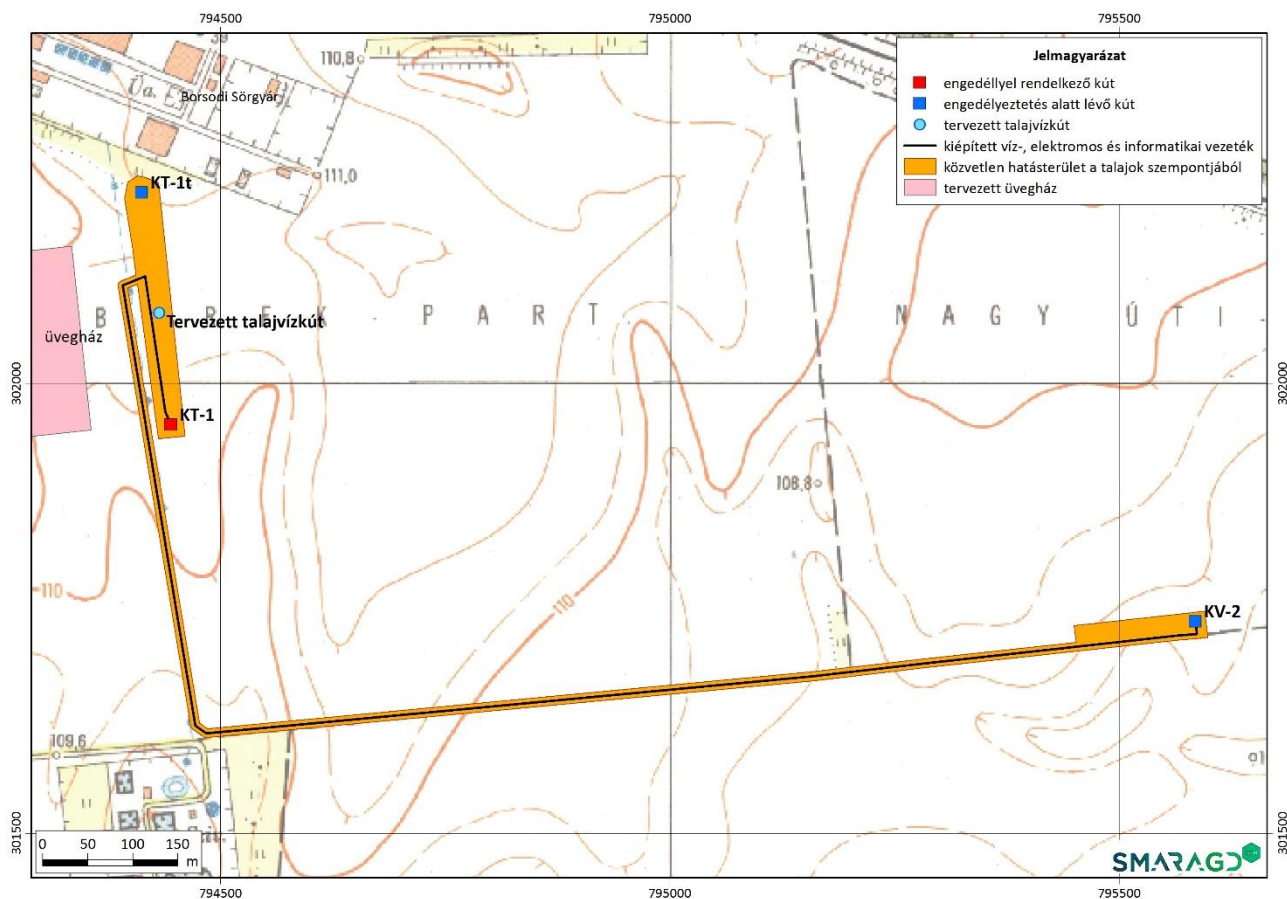 794500
795000
795500
Jelmagyarázat
engedéllyel rendelkező kút
engedélyeztetés alatt lévő kút
tervezett talajvízkút
kiépített víz-, elektromos és informatikai vezeték
közvetlen hatásterület a talajok szempontjából
tervezett üvegház
110,8
Borsodi Sörgyár
111,0
KT-1t
Tervezett talajvízkút
P A R T
N A G Y Ú T I
üvegház
302000
302000
KT-1
108,8
110
110
KV-2
109,6
301500
301500
0 50 100 150
m
SMARAGD
794500
795000
795500